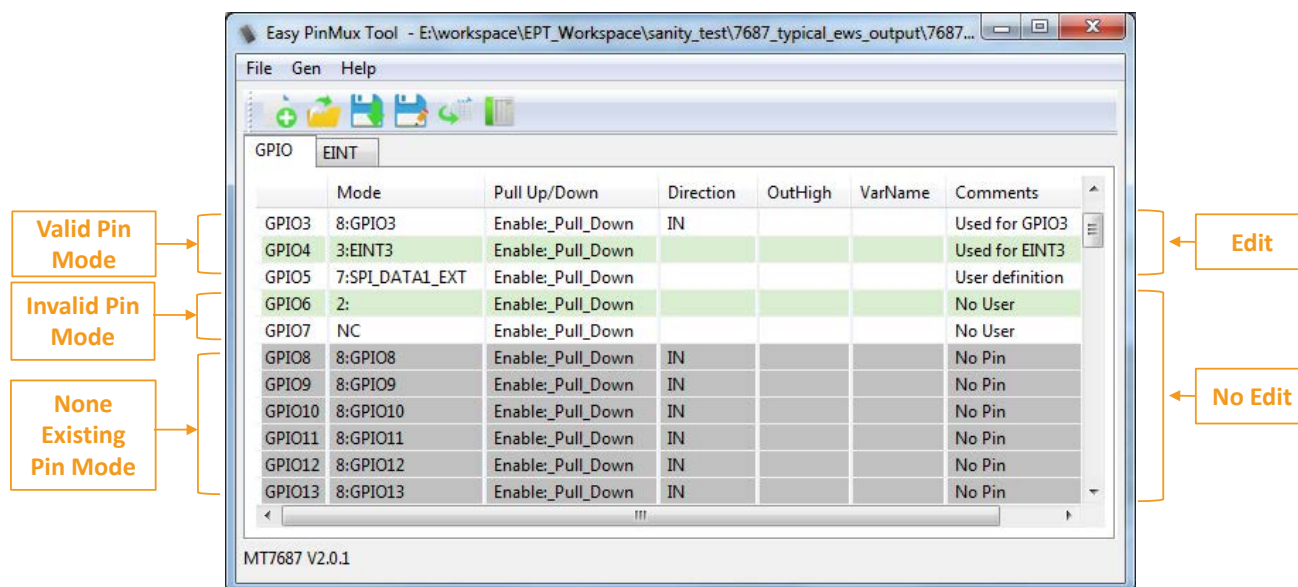 Easy PinMux Tool - E:\workspace\EPT_Workspace\sanity_test\7687_typical_ews_output\7687...
File Gen Help
GPIO EINT
Mode Pull Up/Down Direction OutHigh VarName Comments
GPIO3 8:GPIO3 Enable:_Pull_Down IN Used for GPIO3
GPIO4 3:EINT3 Enable:_Pull_Down Used for EINT3
GPIO5 7:SPI_DATA1_EXT Enable:_Pull_Down User definition
GPIO6 2: Enable:_Pull_Down No User
GPIO7 NC Enable:_Pull_Down No User
GPIO8 8:GPIO8 Enable:_Pull_Down IN No Pin
GPIO9 8:GPIO9 Enable:_Pull_Down IN No Pin
GPIO10 8:GPIO10 Enable:_Pull_Down IN No Pin
GPIO11 8:GPIO11 Enable:_Pull_Down IN No Pin
GPIO12 8:GPIO12 Enable:_Pull_Down IN No Pin
GPIO13 8:GPIO13 Enable:_Pull_Down IN No Pin
MT7687 V2.0.1
Valid Pin
Mode
Invalid Pin
Mode
None
Existing
Pin Mode
Edit
No Edit